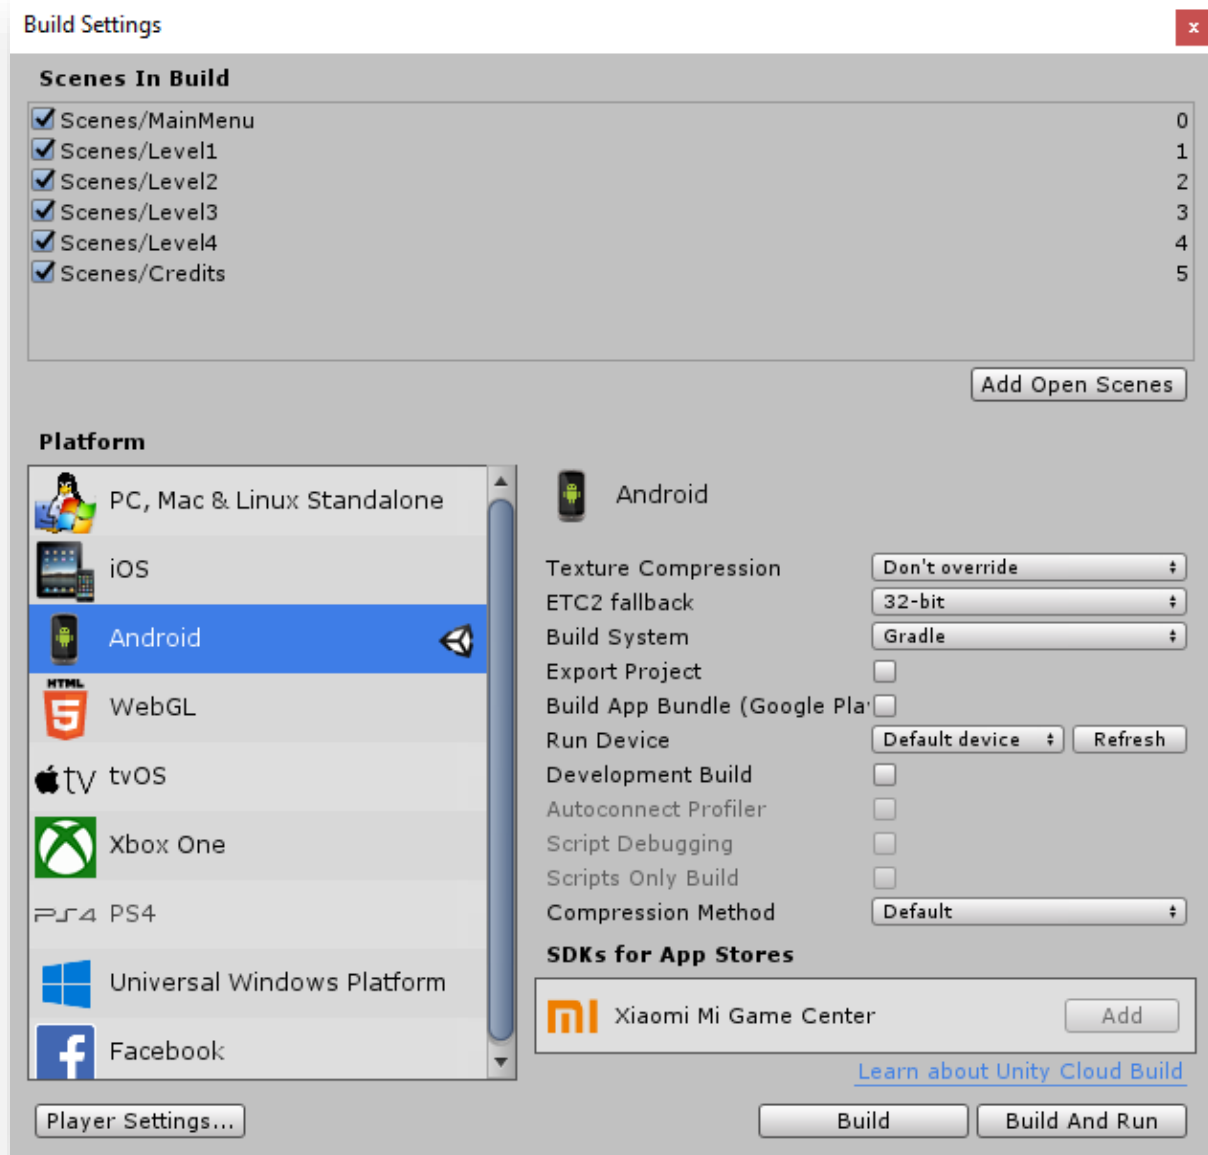 Build Settings
x
Scenes In Build
Scenes/MainMenu 0
Scenes/Level1 1
Scenes/Level2 2
Scenes/Level3 3
Scenes/Level4 4
Scenes/Credits 5
Add Open Scenes
Platform
PC, Mac & Linux Standalone
iOS
Android
HTML
5
WebGL
tv
tvOS
Xbox One
PS4
PS4
Universal Windows Platform
f
Facebook
Android
Texture Compression Don't override
ETC2 fallback 32-bit
Build System Gradle
Export Project
Build App Bundle (Google Pla
Run Device Default device Refresh
Development Build
Autoconnect Profiler
Script Debugging
Scripts Only Build
Compression Method Default
SDKs for App Stores
mi Xiaomi Mi Game Center Add
Learn about Unity Cloud Build
Player Settings... Build Build And Run